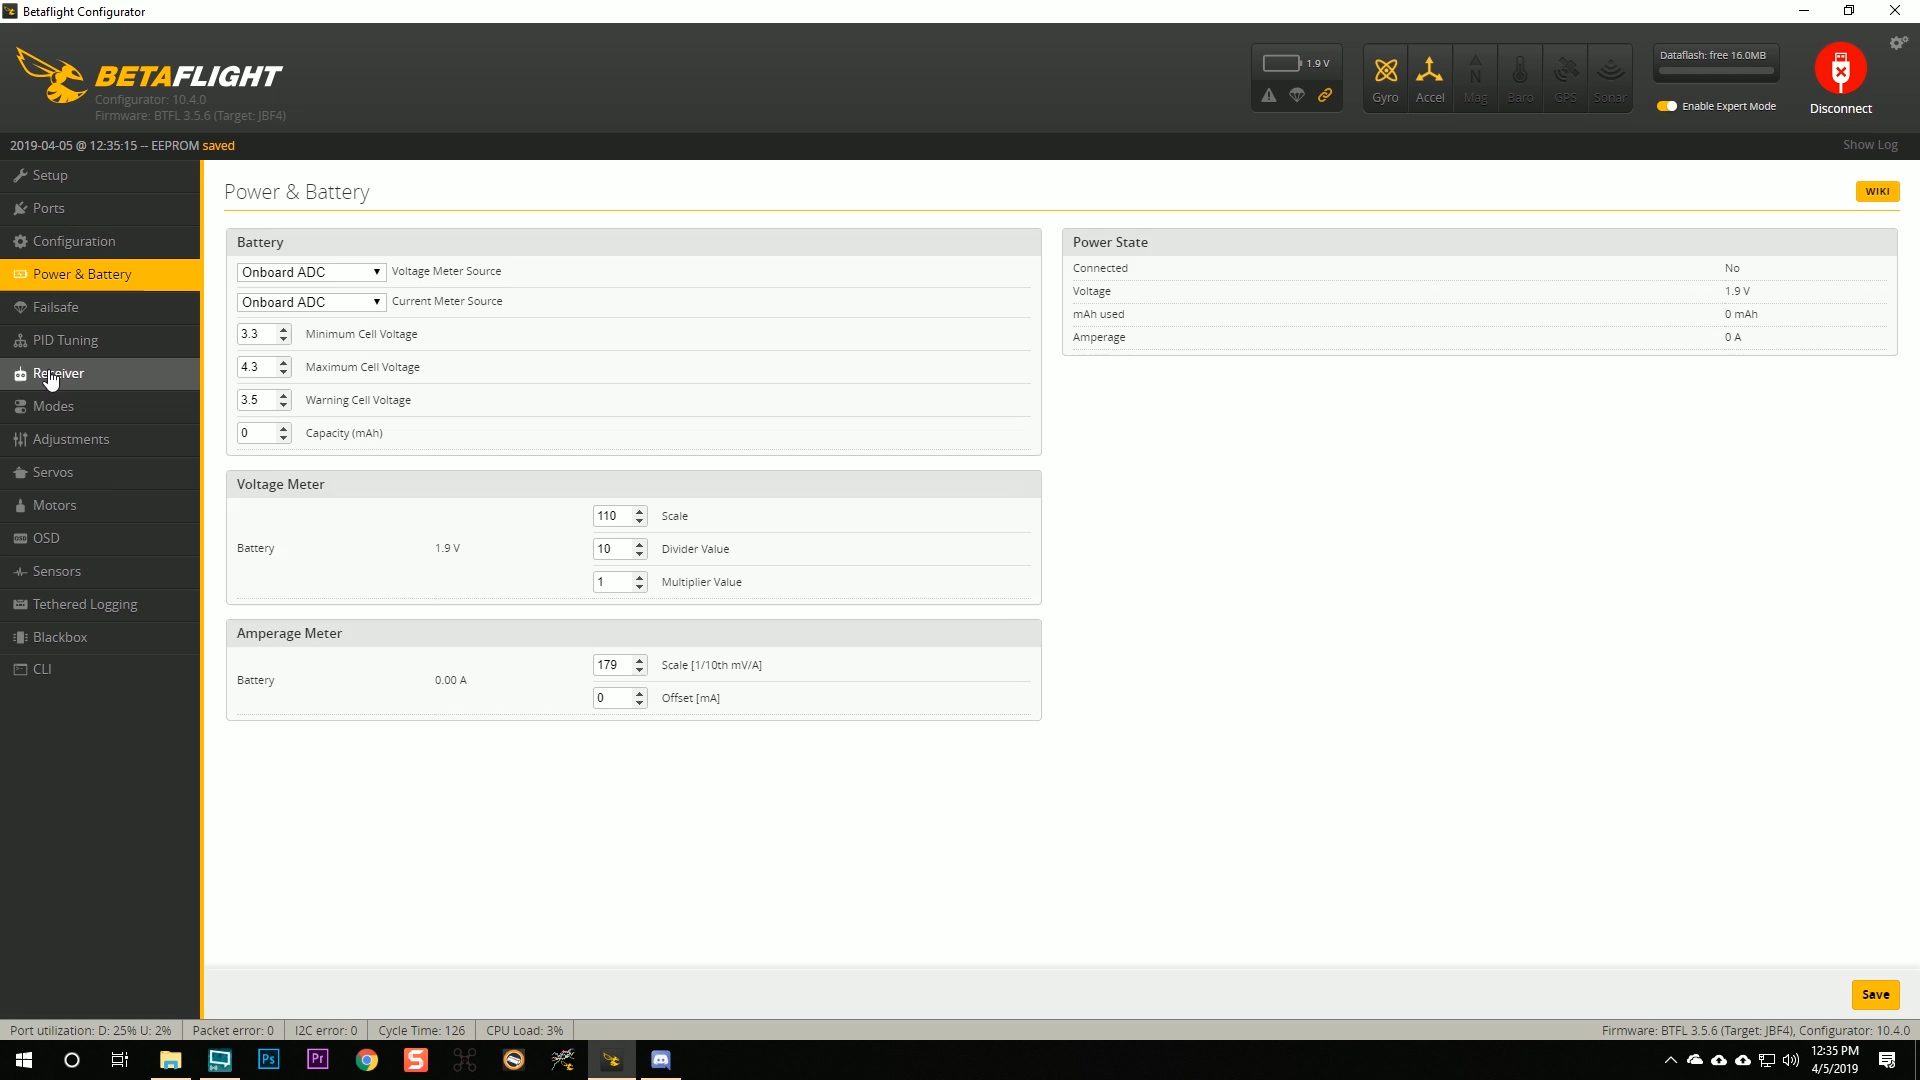 Betaflight Configurator
BETAFLIGHT
Configurator: 10.4.0
Firmware: BTFL 3.5.6 (Target: JBF4)
1.9 V
Gyro
Accel
Mag
Baro
GPS
Sonar
Dataflash: free 16.0MB
Enable Expert Mode
Disconnect
2019-04-05 @ 12:35:15 -- EEPROM saved
Show Log
Setup
Ports
Configuration
Power & Battery
Failsafe
PID Tuning
Receiver
Modes
Adjustments
Servos
Motors
OSD
Sensors
Tethered Logging
Blackbox
CLI
Power & Battery
WIKI
Battery
Onboard ADC Voltage Meter Source
Onboard ADC Current Meter Source
3.3 Minimum Cell Voltage
4.3 Maximum Cell Voltage
3.5 Warning Cell Voltage
0 Capacity (mAh)
Power State
Connected No
Voltage 1.9 V
mAh used 0 mAh
Amperage 0 A
Voltage Meter
Battery 1.9 V
110 Scale
10 Divider Value
1 Multiplier Value
Amperage Meter
Battery 0.00 A
179 Scale [1/10th mV/A]
0 Offset [mA]
Save
Port utilization: D: 25% U: 2%
Packet error: 0
I2C error: 0
Cycle Time: 126
CPU Load: 3%
Firmware: BTFL 3.5.6 (Target: JBF4), Configurator: 10.4.0
Ps
Pr
S
12:35 PM
4/5/2019